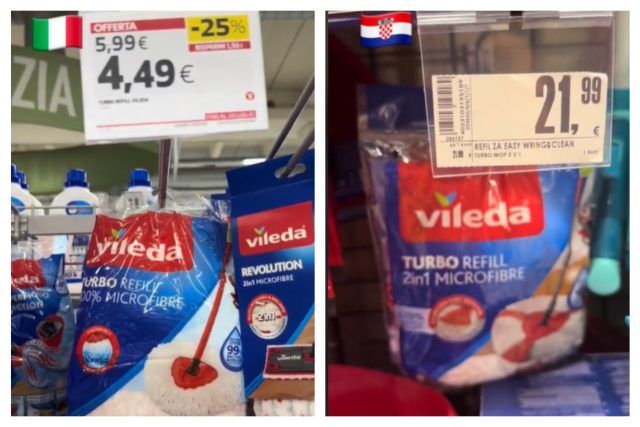 OFFERTA
5,99€
-25%
RISPARMI 1,50€
4,49€
TURBO REFILL VILEDA
ZIA
vileda
TURBO REFILL
100% MICROFIBRE
vileda
REVOLUTION
2in1 MICROFIBRE
2in1
vileda
21,99
€
REFIL ZA EASY WRING&CLEAN
TURBO MOP 2 U 1
vileda
TURBO REFILL
2in1 MICROFIBRE